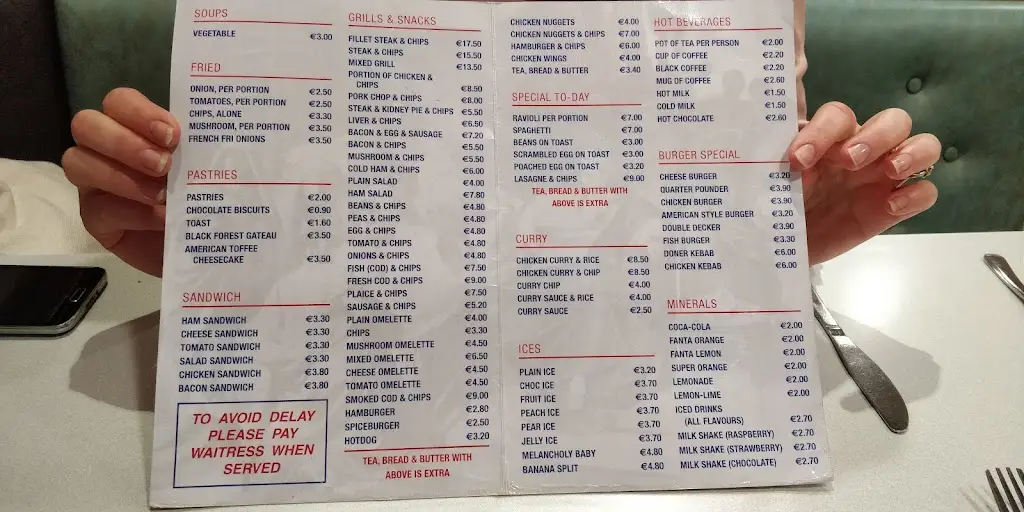 SOUPS
VEGETABLE €3.00
FRIED
ONION, PER PORTION €2.50
TOMATOES, PER PORTION €2.50
CHIPS, ALONE €3.30
MUSHROOM, PER PORTION €3.50
FRENCH FRI ONIONS €3.50
PASTRIES
PASTRIES €2.00
CHOCOLATE BISCUITS €0.90
TOAST €1.60
BLACK FOREST GATEAU €3.50
AMERICAN TOFFEE
CHEESECAKE €3.50
SANDWICH
HAM SANDWICH €3.30
CHEESE SANDWICH €3.30
TOMATO SANDWICH €3.30
SALAD SANDWICH €3.30
CHICKEN SANDWICH €3.80
BACON SANDWICH €3.80
TO AVOID DELAY
PLEASE PAY
WAITRESS WHEN
SERVED
GRILLS & SNACKS
FILLET STEAK & CHIPS €17.50
STEAK & CHIPS €15.50
MIXED GRILL €13.50
PORTION OF CHICKEN &
CHIPS €8.50
PORK CHOP & CHIPS €8.00
STEAK & KIDNEY PIE & CHIPS €5.50
LIVER & CHIPS €6.50
BACON & EGG & SAUSAGE €7.20
BACON & CHIPS €5.50
MUSHROOM & CHIPS €5.50
COLD HAM & CHIPS €6.00
PLAIN SALAD €4.00
HAM SALAD €7.80
BEANS & CHIPS €4.80
PEAS & CHIPS €4.80
EGG & CHIPS €4.80
TOMATO & CHIPS €4.80
ONIONS & CHIPS €4.80
FISH (COD) & CHIPS €7.50
FRESH COD & CHIPS €9.00
PLAICE & CHIPS €7.50
SAUSAGE & CHIPS €5.20
PLAIN OMELETTE €4.00
CHIPS €3.30
MUSHROOM OMELETTE €4.50
MIXED OMELETTE €6.50
CHEESE OMELETTE €4.50
TOMATO OMELETTE €4.50
SMOKED COD & CHIPS €9.00
HAMBURGER €2.80
SPICEBURGER €2.50
HOTDOG €3.20
TEA, BREAD & BUTTER WITH
ABOVE IS EXTRA
CHICKEN NUGGETS €4.00
CHICKEN NUGGETS & CHIPS €7.00
HAMBURGER & CHIPS €6.00
CHICKEN WINGS €4.00
TEA, BREAD & BUTTER €3.40
SPECIAL TO-DAY
RAVIOLI PER PORTION €7.00
SPAGHETTI €7.00
BEANS ON TOAST €3.00
SCRAMBLED EGG ON TOAST €3.00
POACHED EGG ON TOAST €3.20
LASAGNE & CHIPS €9.00
TEA, BREAD & BUTTER WITH
ABOVE IS EXTRA
CURRY
CHICKEN CURRY & RICE €8.50
CHICKEN CURRY & CHIP €8.50
CURRY CHIP €4.00
CURRY SAUCE & RICE €4.00
CURRY SAUCE €2.50
ICES
PLAIN ICE €3.20
CHOC ICE €3.70
FRUIT ICE €3.70
PEACH ICE €3.70
PEAR ICE €3.70
JELLY ICE €3.70
MELANCHOLY BABY €4.80
BANANA SPLIT €4.80
HOT BEVERAGES
POT OF TEA PER PERSON €2.00
CUP OF COFFEE €2.20
BLACK COFFEE €2.20
MUG OF COFFEE €2.60
HOT MILK €1.50
COLD MILK €1.50
HOT CHOCOLATE €2.60
BURGER SPECIAL
CHEESE BURGER €3.20
QUARTER POUNDER €3.90
CHICKEN BURGER €3.90
AMERICAN STYLE BURGER €3.20
DOUBLE DECKER €3.90
FISH BURGER €3.30
DONER KEBAB €6.00
CHICKEN KEBAB €6.00
MINERALS
COCA-COLA €2.00
FANTA ORANGE €2.00
FANTA LEMON €2.00
SUPER ORANGE €2.00
LEMONADE €2.00
LEMON-LIME €2.00
ICED DRINKS
(ALL FLAVOURS) €2.70
MILK SHAKE (RASPBERRY) €2.70
MILK SHAKE (STRAWBERRY) €2.70
MILK SHAKE (CHOCOLATE) €2.70